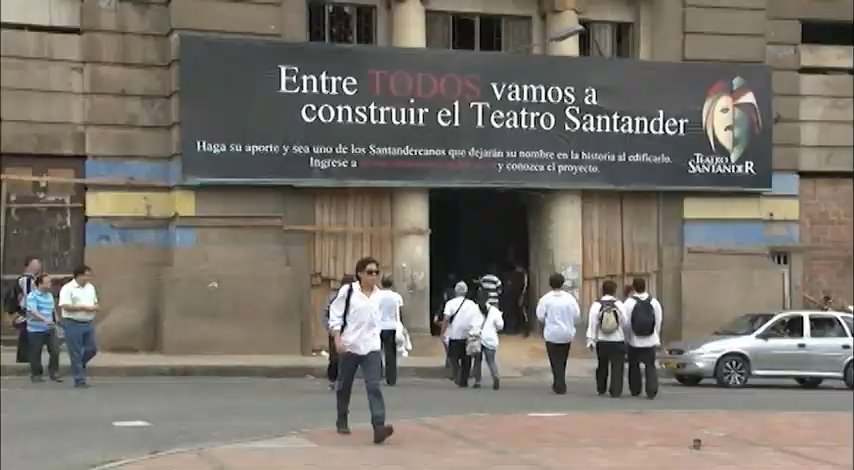 Entre TODOS vamos a
construir el Teatro Santander
Haga su aporte y sea uno de los Santandereanos que dejarán su nombre en la historia al edificarlo.
Ingrese a y conozca el proyecto.
TEATRO
SANTANDER